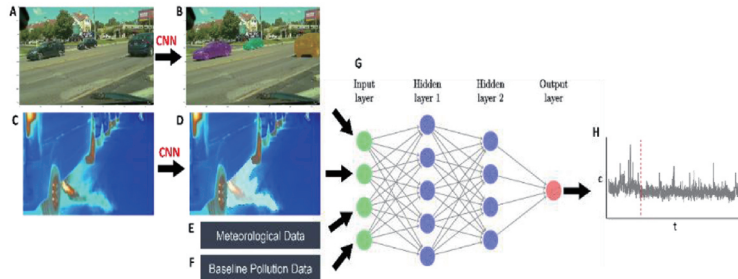 A
B
CNN
C
D
CNN
E
Meteorological Data
F
Baseline Pollution Data
G
Input layer
Hidden layer 1
Hidden layer 2
Output layer
H
c
t